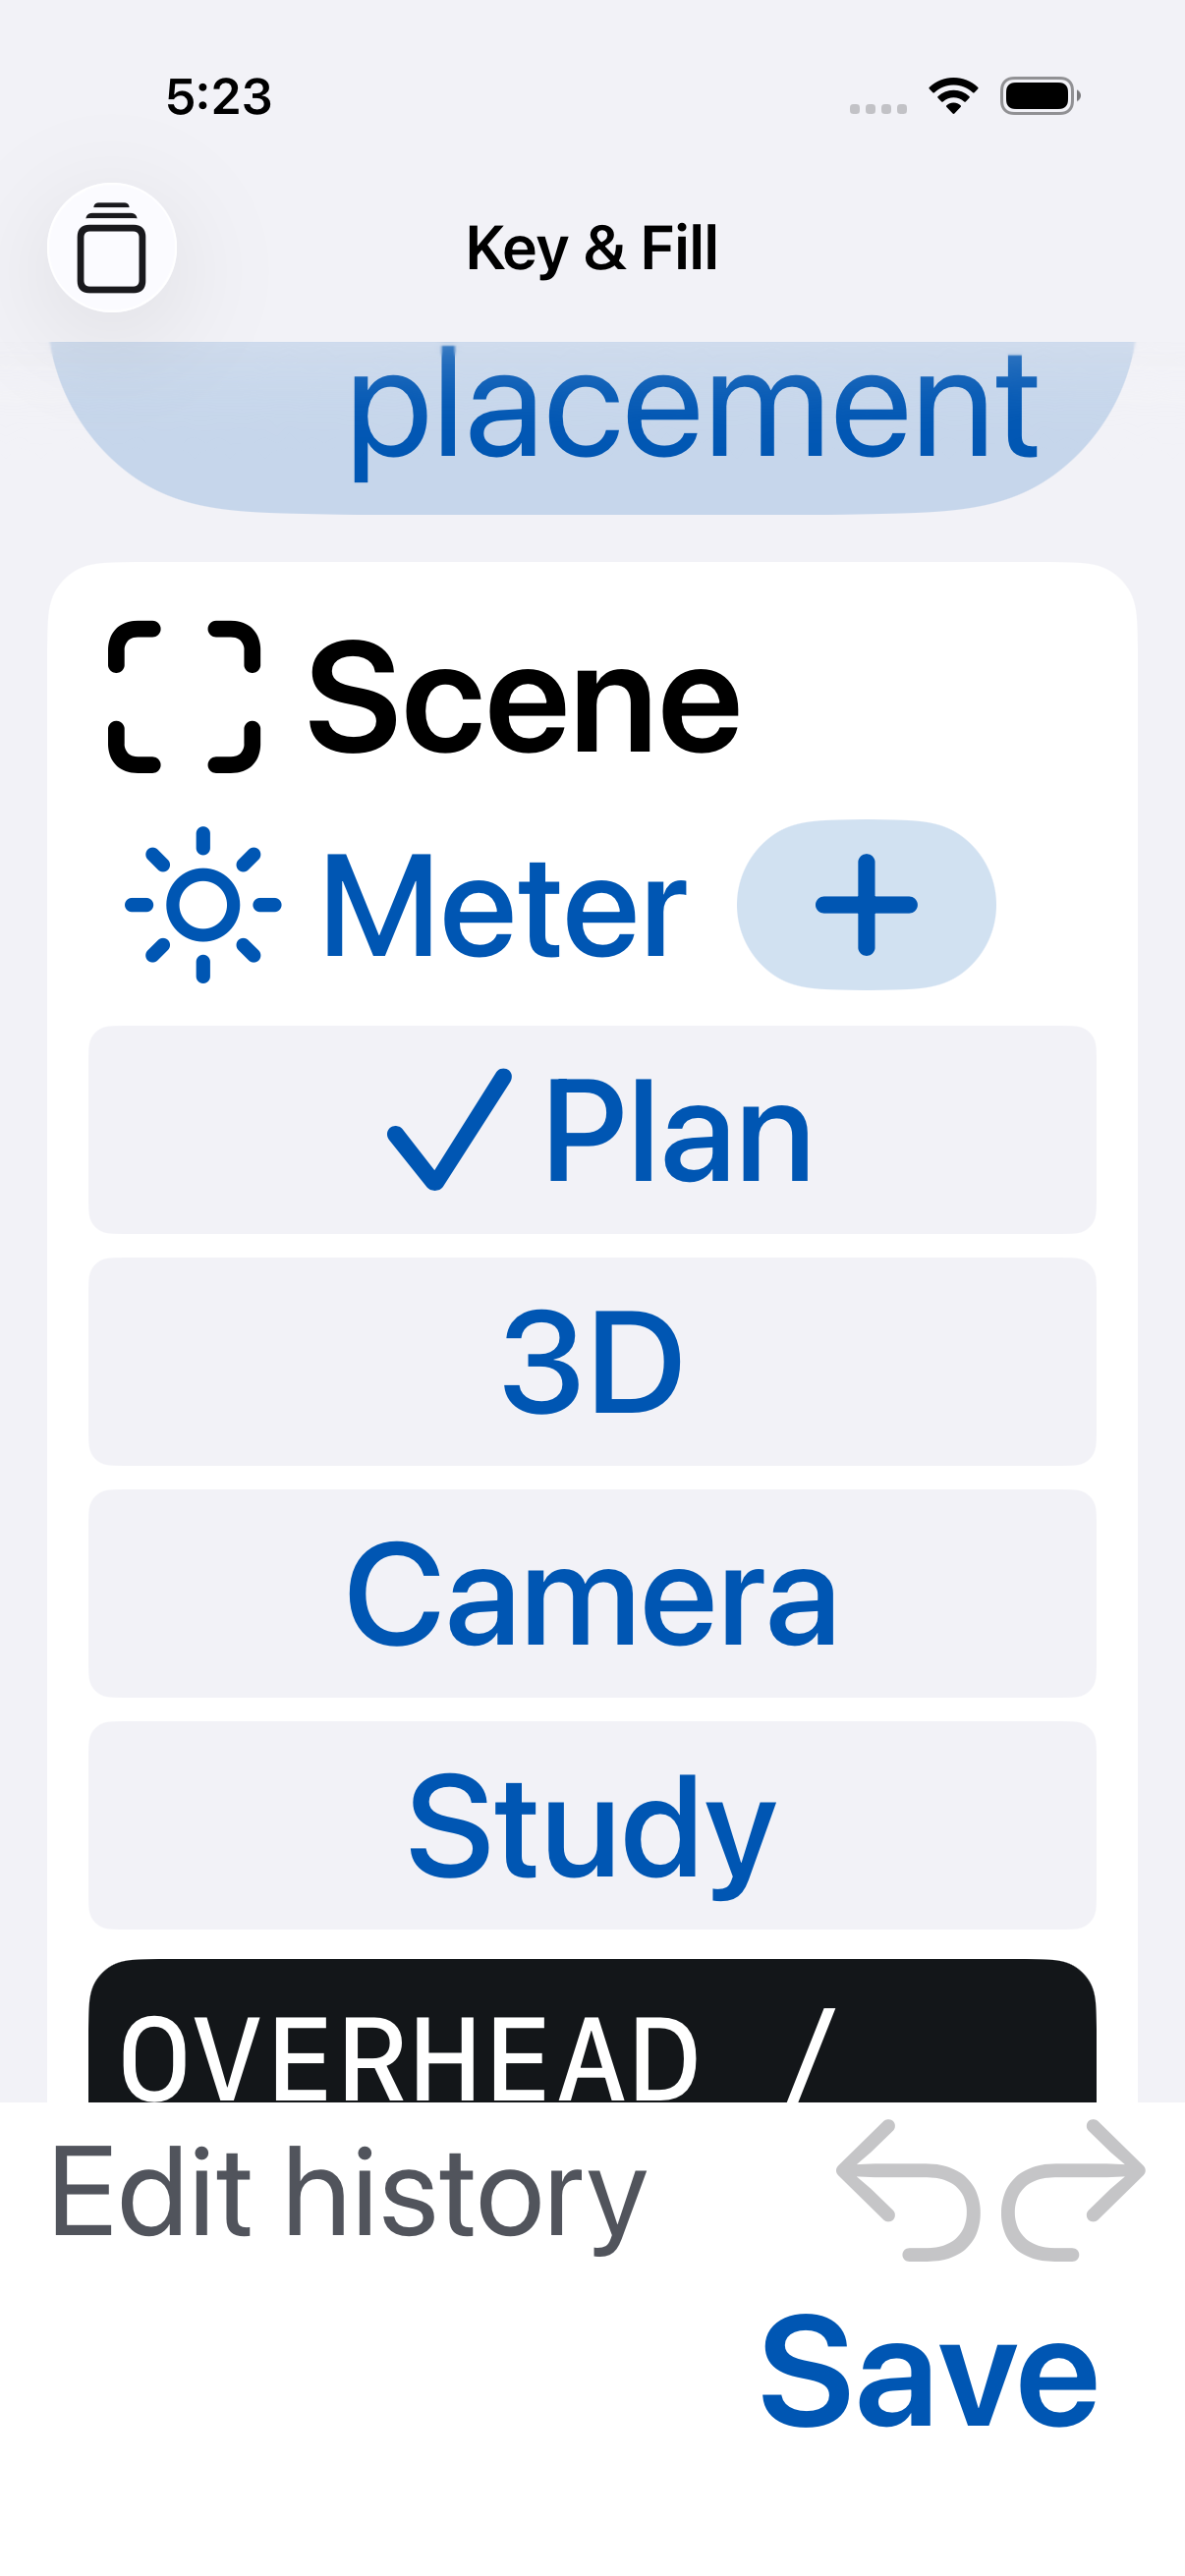 5:23
Key & Fill
placement
Scene
Meter
Plan
3D
Camera
Study
OVERHEAD /
Edit history
Save